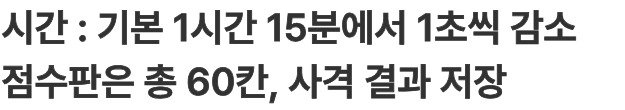 시간 : 기본 1시간 15분에서 1초씩 감소
점수판은 총 60칸, 사격 결과 저장